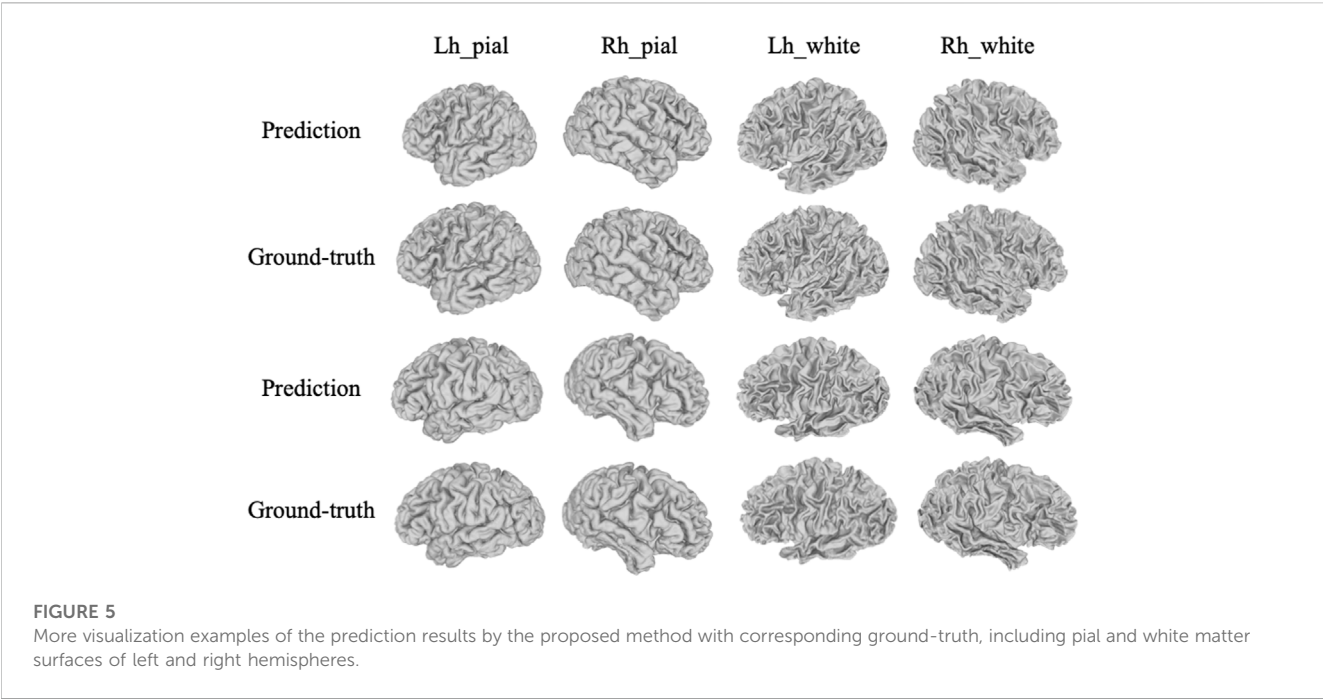 Lh_pial Rh_pial Lh_white Rh_white
Prediction
Ground-truth
Prediction
Ground-truth
FIGURE 5
More visualization examples of the prediction results by the proposed method with corresponding ground-truth, including pial and white matter
surfaces of left and right hemispheres.